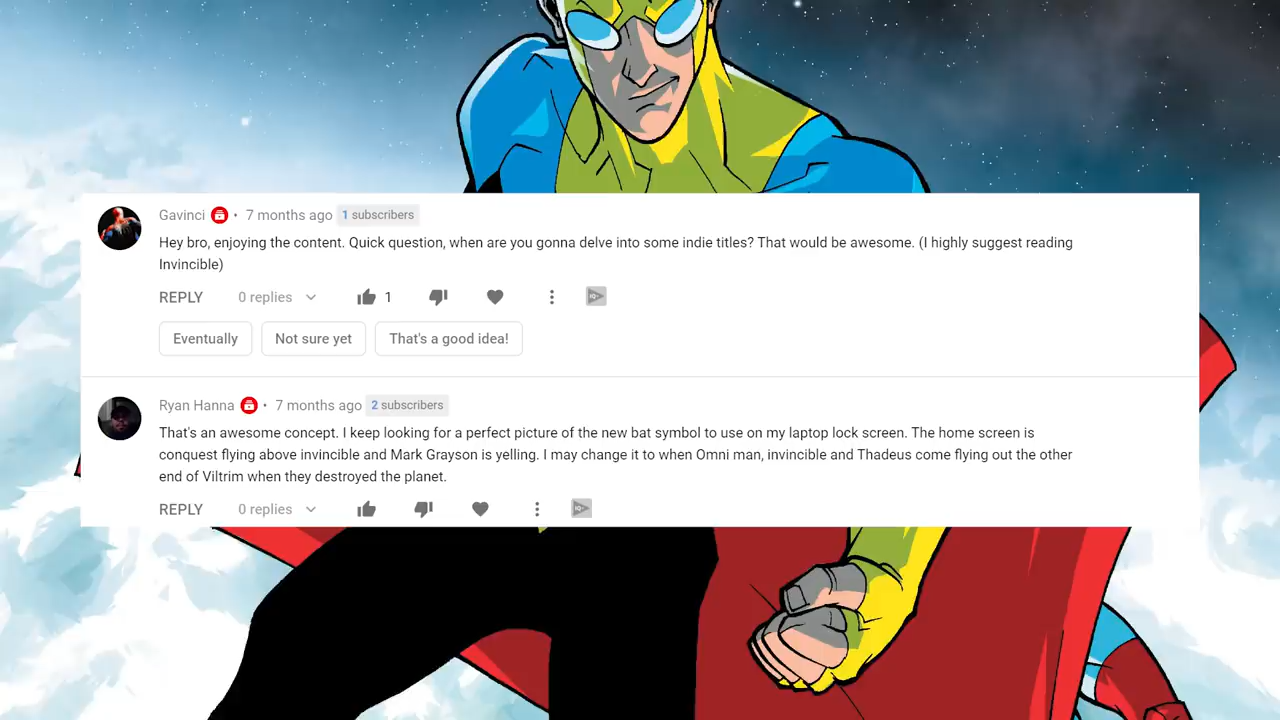 Gavinci • 7 months ago 1 subscribers
Hey bro, enjoying the content. Quick question, when are you gonna delve into some indie titles? That would be awesome. (I highly suggest reading
Invincible)
REPLY 0 replies 1
Eventually Not sure yet That's a good idea!
Ryan Hanna • 7 months ago 2 subscribers
That's an awesome concept. I keep looking for a perfect picture of the new bat symbol to use on my laptop lock screen. The home screen is
conquest flying above invincible and Mark Grayson is yelling. I may change it to when Omni man, invincible and Thadeus come flying out the other
end of Viltrim when they destroyed the planet.
REPLY 0 replies